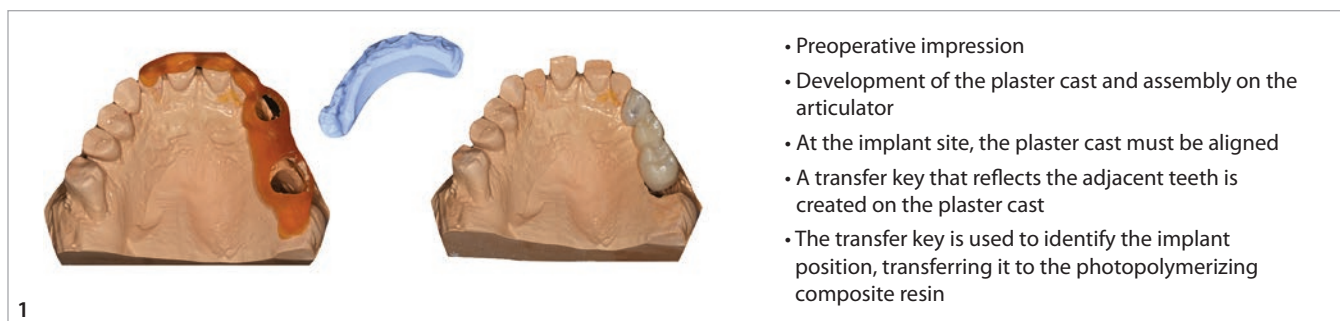 • Preoperative impression
• Development of the plaster cast and assembly on the
articulator
• At the implant site, the plaster cast must be aligned
• A transfer key that reflects the adjacent teeth is
created on the plaster cast
• The transfer key is used to identify the implant
position, transferring it to the photopolymerizing
composite resin
1